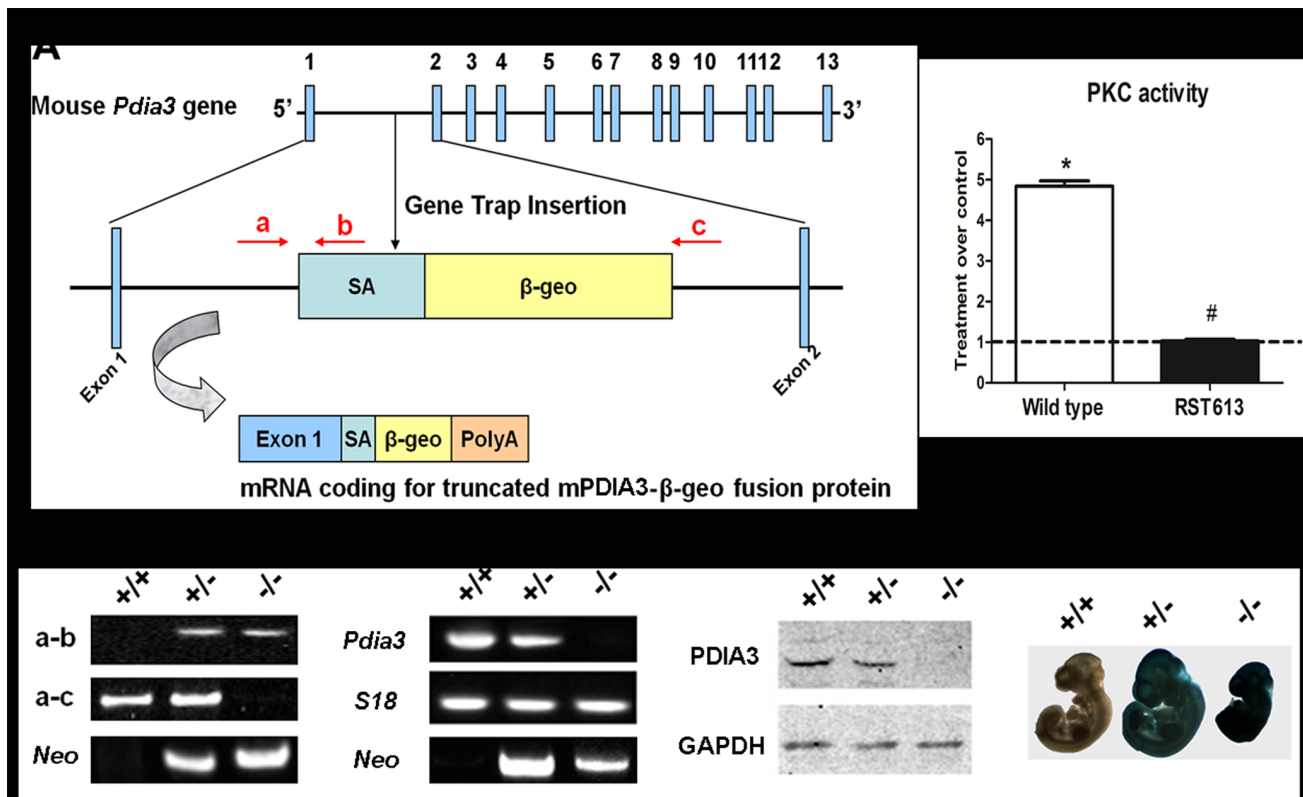 A
1 2 3 4 5 6 7 8 9 10 11 12 13
Mouse Pdia3 gene 5’ 3’
Gene Trap Insertion
a b c
SA β-geo
Exon 1 Exon 2
Exon 1 SA β-geo PolyA
mRNA coding for truncated mPDIA3-β-geo fusion protein
PKC activity
Treatment over control
6
5
4
3
2
1
0
*
#
Wild type RST613
+/+ +/- -/-
a-b
a-c
Neo
+/+ +/- -/-
Pdia3
S18
Neo
+/+ +/- -/-
PDIA3
GAPDH
+/+ +/- -/-